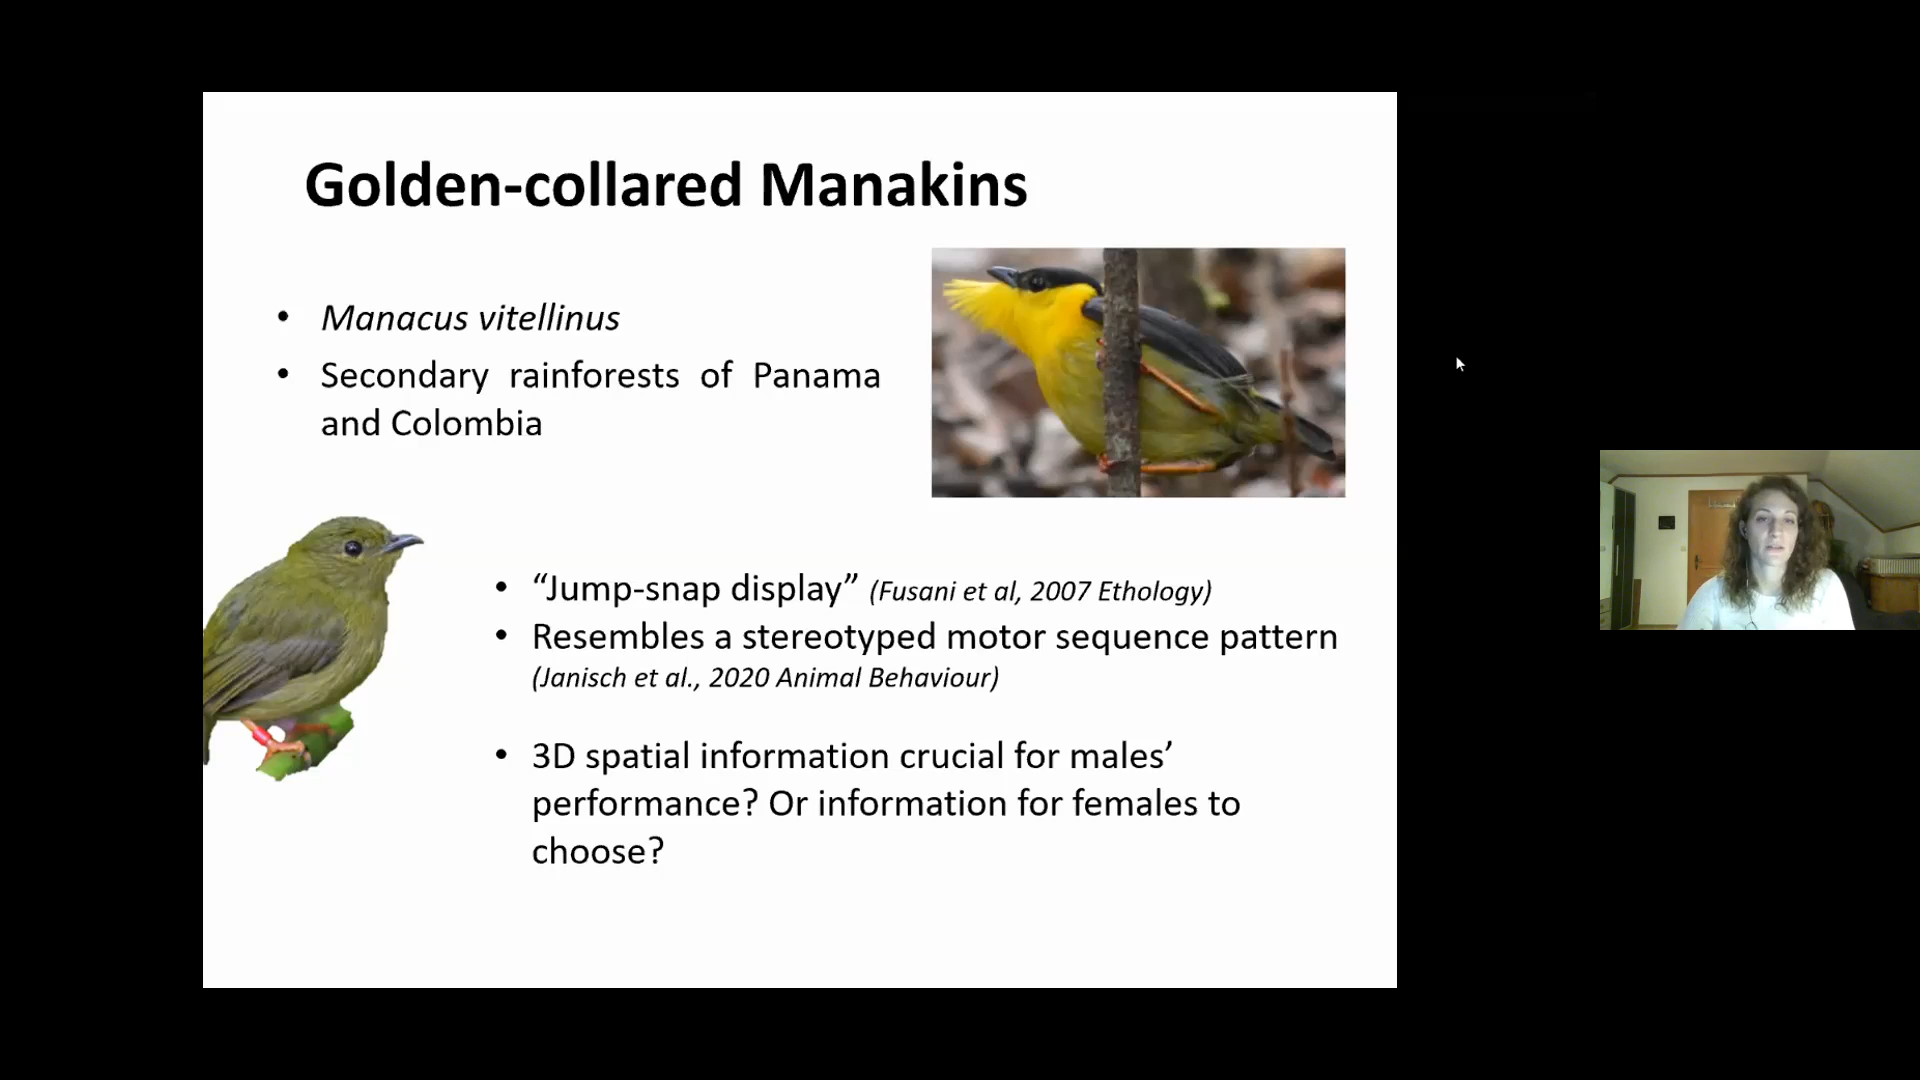 Golden-collared Manakins
• Manacus vitellinus
• Secondary rainforests of Panama
and Colombia
• “Jump-snap display” (Fusani et al, 2007 Ethology)
• Resembles a stereotyped motor sequence pattern
(Janisch et al., 2020 Animal Behaviour)
• 3D spatial information crucial for males’
performance? Or information for females to
choose?